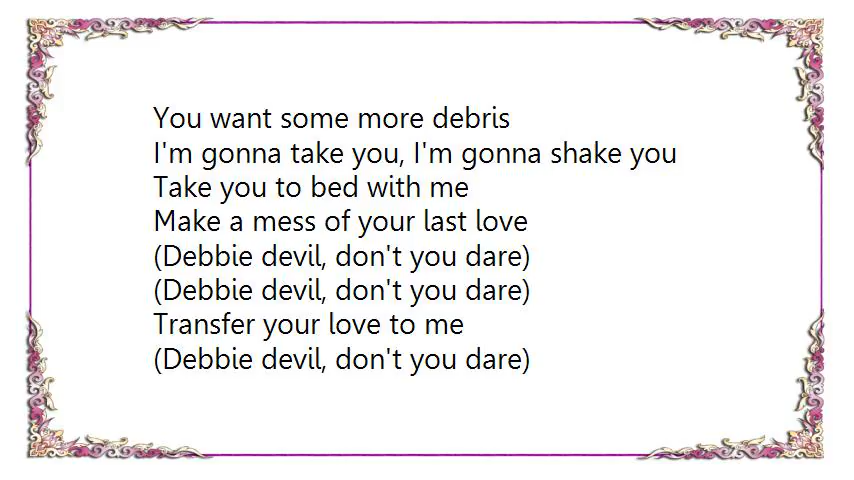 You want some more debris
I'm gonna take you, I'm gonna shake you
Take you to bed with me
Make a mess of your last love
(Debbie devil, don't you dare)
(Debbie devil, don't you dare)
Transfer your love to me
(Debbie devil, don't you dare)